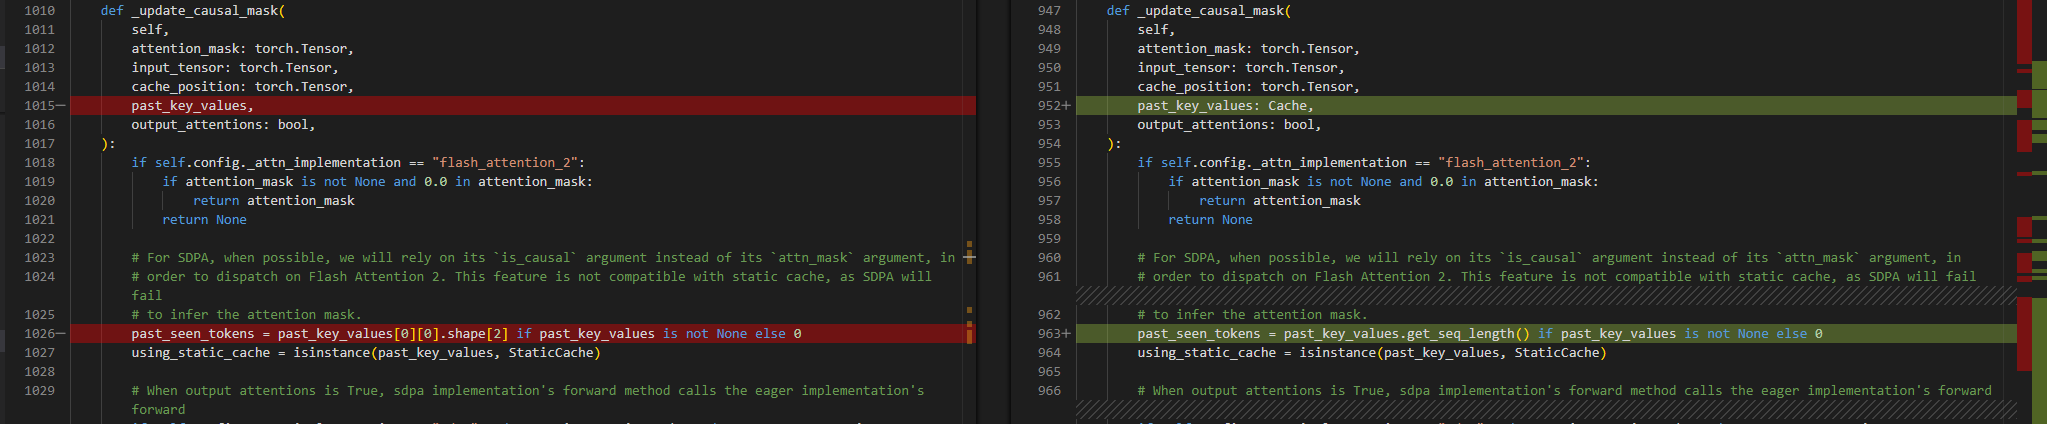 1010 def _update_causal_mask(
1011 self,
1012 attention_mask: torch.Tensor,
1013 input_tensor: torch.Tensor,
1014 cache_position: torch.Tensor,
1015— past_key_values,
1016 output_attentions: bool,
1017 ):
1018 if self.config._attn_implementation == "flash_attention_2":
1019 if attention_mask is not None and 0.0 in attention_mask:
1020 return attention_mask
1021 return None
1022
1023 # For SDPA, when possible, we will rely on its `is_causal` argument instead of its `attn_mask` argument, in
1024 # order to dispatch on Flash Attention 2. This feature is not compatible with static cache, as SDPA will
fail
1025 # to infer the attention mask.
1026— past_seen_tokens = past_key_values[0][0].shape[2] if past_key_values is not None else 0
1027 using_static_cache = isinstance(past_key_values, StaticCache)
1028
1029 # When output attentions is True, sdpa implementation's forward method calls the eager implementation's
forward
947 def _update_causal_mask(
948 self,
949 attention_mask: torch.Tensor,
950 input_tensor: torch.Tensor,
951 cache_position: torch.Tensor,
952+ past_key_values: Cache,
953 output_attentions: bool,
954 ):
955 if self.config._attn_implementation == "flash_attention_2":
956 if attention_mask is not None and 0.0 in attention_mask:
957 return attention_mask
958 return None
959
960 # For SDPA, when possible, we will rely on its `is_causal` argument instead of its `attn_mask` argument, in
961 # order to dispatch on Flash Attention 2. This feature is not compatible with static cache, as SDPA will fail
962 # to infer the attention mask.
963+ past_seen_tokens = past_key_values.get_seq_length() if past_key_values is not None else 0
964 using_static_cache = isinstance(past_key_values, StaticCache)
965
966 # When output attentions is True, sdpa implementation's forward method calls the eager implementation's forward